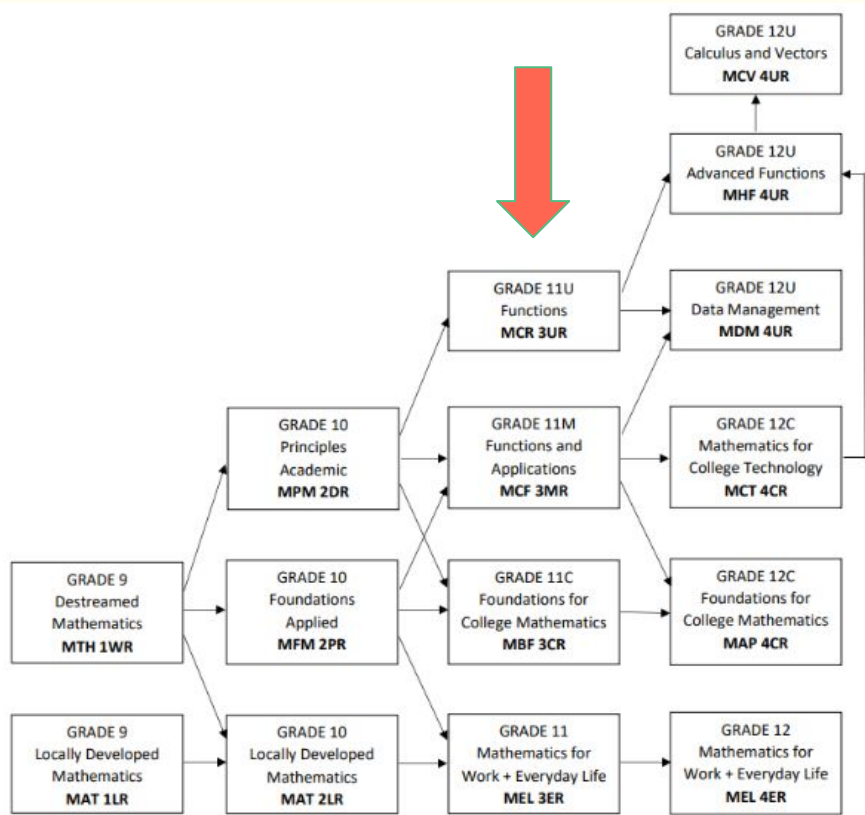 GRADE 12U
Calculus and Vectors
MCV 4UR
GRADE 12U
Advanced Functions
MHF 4UR
GRADE 11U
Functions
MCR 3UR
GRADE 12U
Data Management
MDM 4UR
GRADE 10
Principles
Academic
MPM 2DR
GRADE 11M
Functions and
Applications
MCF 3MR
GRADE 12C
Mathematics for
College Technology
MCT 4CR
GRADE 9
Destreamed
Mathematics
MTH 1WR
GRADE 10
Foundations
Applied
MFM 2PR
GRADE 11C
Foundations for
College Mathematics
MBF 3CR
GRADE 12C
Foundations for
College Mathematics
MAP 4CR
GRADE 9
Locally Developed
Mathematics
MAT 1LR
GRADE 10
Locally Developed
Mathematics
MAT 2LR
GRADE 11
Mathematics for
Work + Everyday Life
MEL 3ER
GRADE 12
Mathematics for
Work + Everyday Life
MEL 4ER